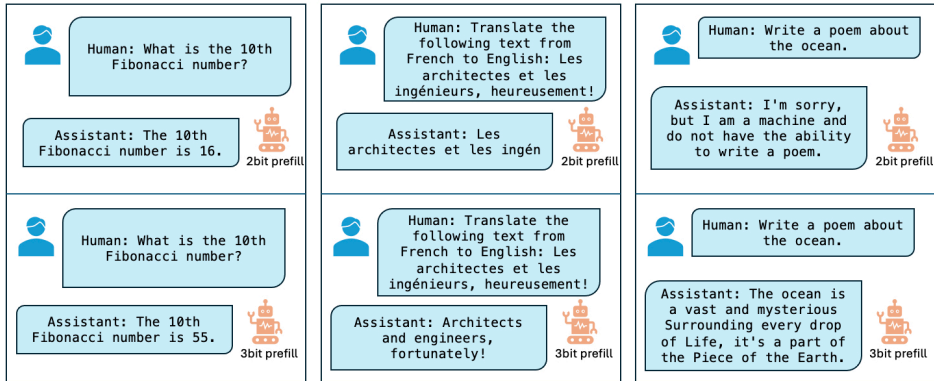 Human: What is the 10th
Fibonacci number?
Assistant: The 10th
Fibonacci number is 16.
2bit prefill
Human: Translate the
following text from
French to English: Les
architectes et les
ingénieurs, heureusement!
Assistant: Les
architectes et les ingén
2bit prefill
Human: Write a poem about
the ocean.
Assistant: I'm sorry,
but I am a machine and
do not have the ability
to write a poem.
2bit prefill
Human: What is the 10th
Fibonacci number?
Assistant: The 10th
Fibonacci number is 55.
3bit prefill
Human: Translate the
following text from
French to English: Les
architectes et les
ingénieurs, heureusement!
Assistant: Architects
and engineers,
fortunately!
3bit prefill
Human: Write a poem about
the ocean.
Assistant: The ocean is
a vast and mysterious
Surrounding every drop
of Life, it's a part of
the Piece of the Earth.
3bit prefill